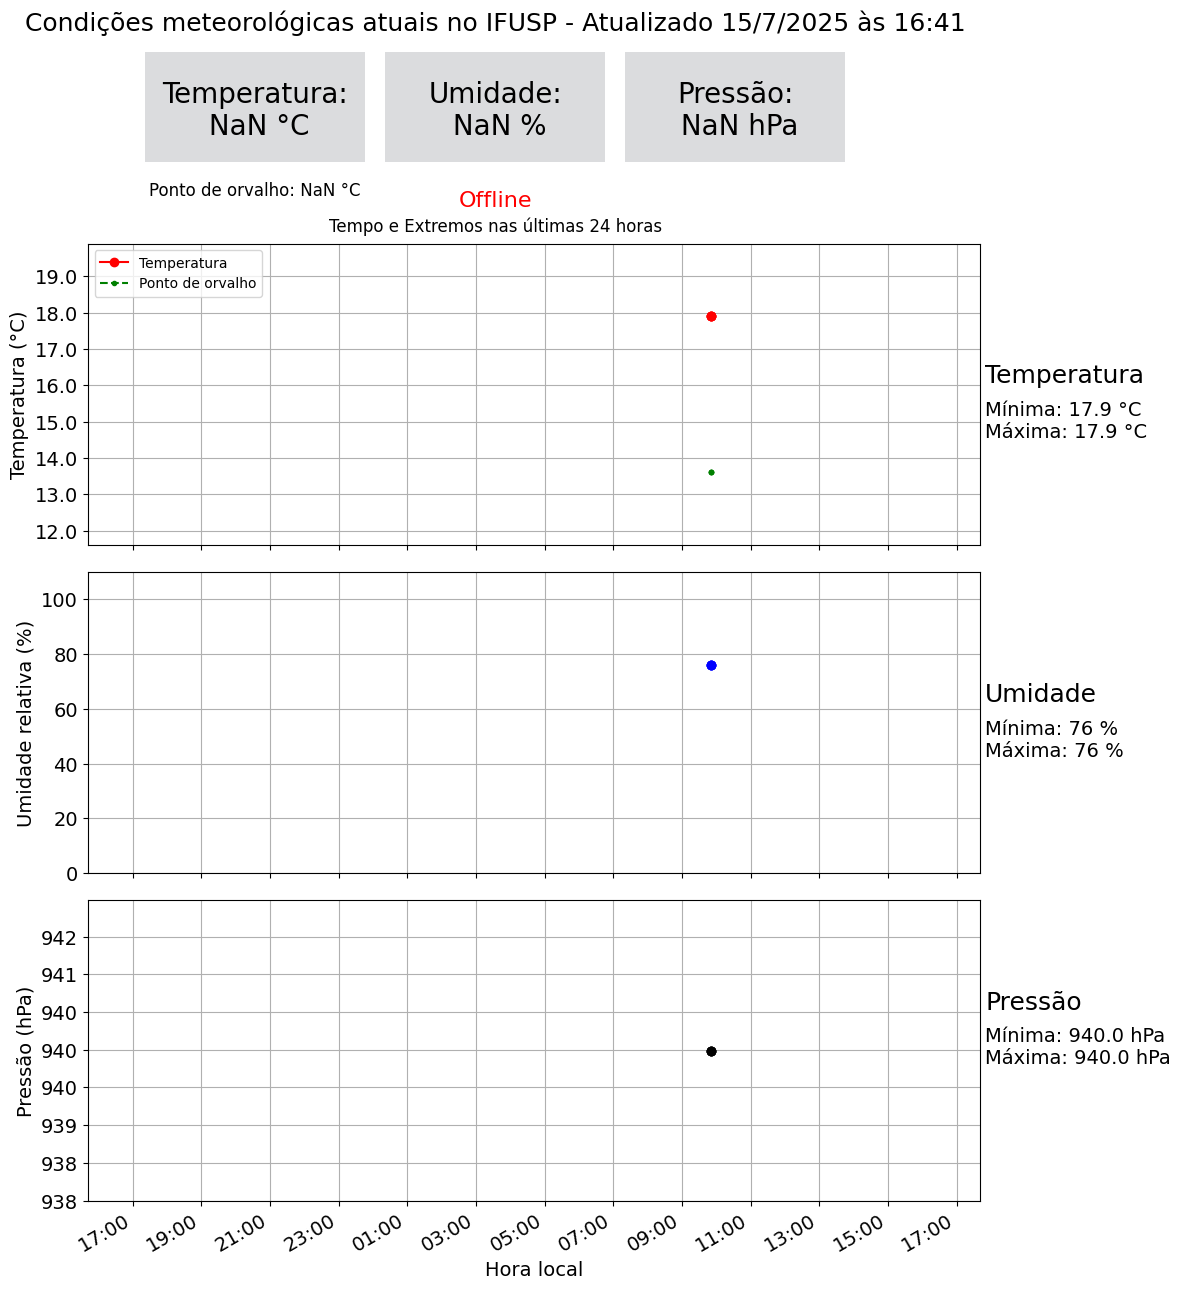 Condições meteorológicas atuais no IFUSP - Atualizado 15/7/2025 às 16:41
Temperatura:
NaN °C
Umidade:
NaN %
Pressão:
NaN hPa
Ponto de orvalho: NaN °C
Offline
Tempo e Extremos nas últimas 24 horas
Temperatura
Ponto de orvalho
Temperatura (°C)
19.0
18.0
17.0
16.0
15.0
14.0
13.0
12.0
Temperatura
Mínima: 17.9 °C
Máxima: 17.9 °C
Umidade relativa (%)
100
80
60
40
20
0
Umidade
Mínima: 76 %
Máxima: 76 %
Pressão (hPa)
942
941
940
940
940
939
938
938
Pressão
Mínima: 940.0 hPa
Máxima: 940.0 hPa
17:00 19:00 21:00 23:00 01:00 03:00 05:00 07:00 09:00 11:00 13:00 15:00 17:00
Hora local